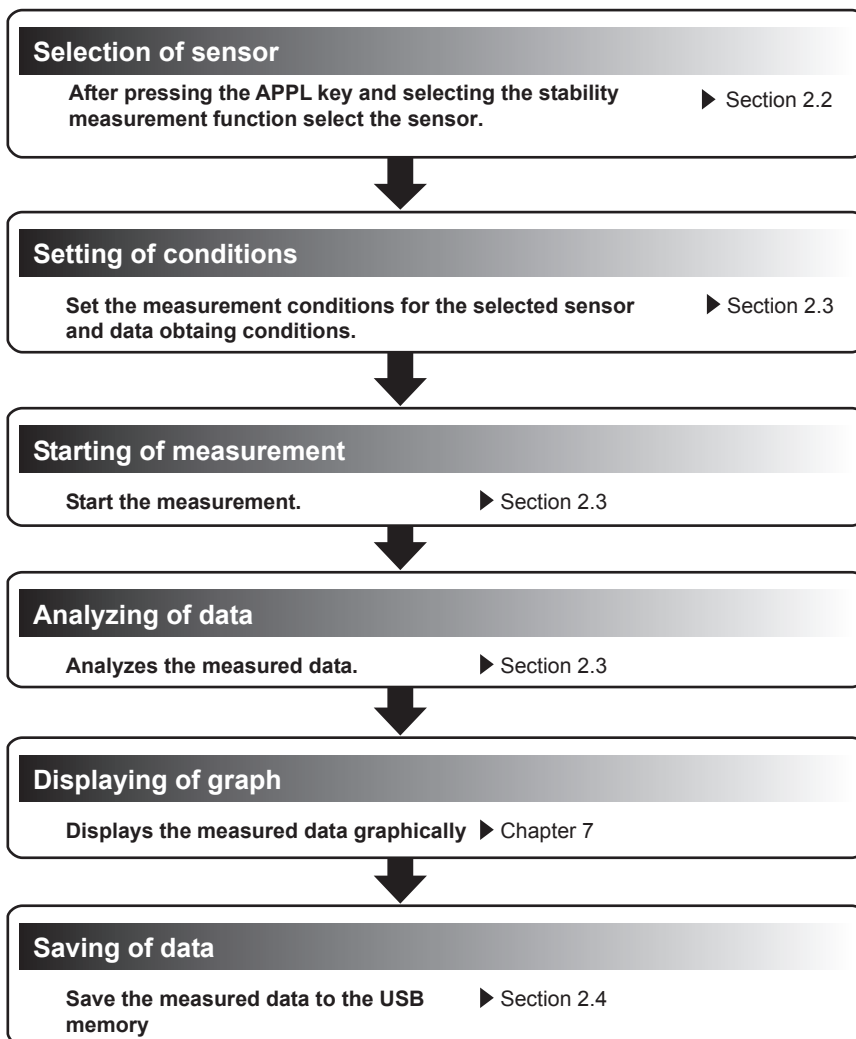 Selection of sensor
After pressing the APPL key and selecting the stability
measurement function select the sensor.
▶ Section 2.2
Setting of conditions
Set the measurement conditions for the selected sensor
and data obtaing conditions.
▶ Section 2.3
Starting of measurement
Start the measurement. ▶ Section 2.3
Analyzing of data
Analyzes the measured data. ▶ Section 2.3
Displaying of graph
Displays the measured data graphically ▶ Chapter 7
Saving of data
Save the measured data to the USB
memory
▶ Section 2.4